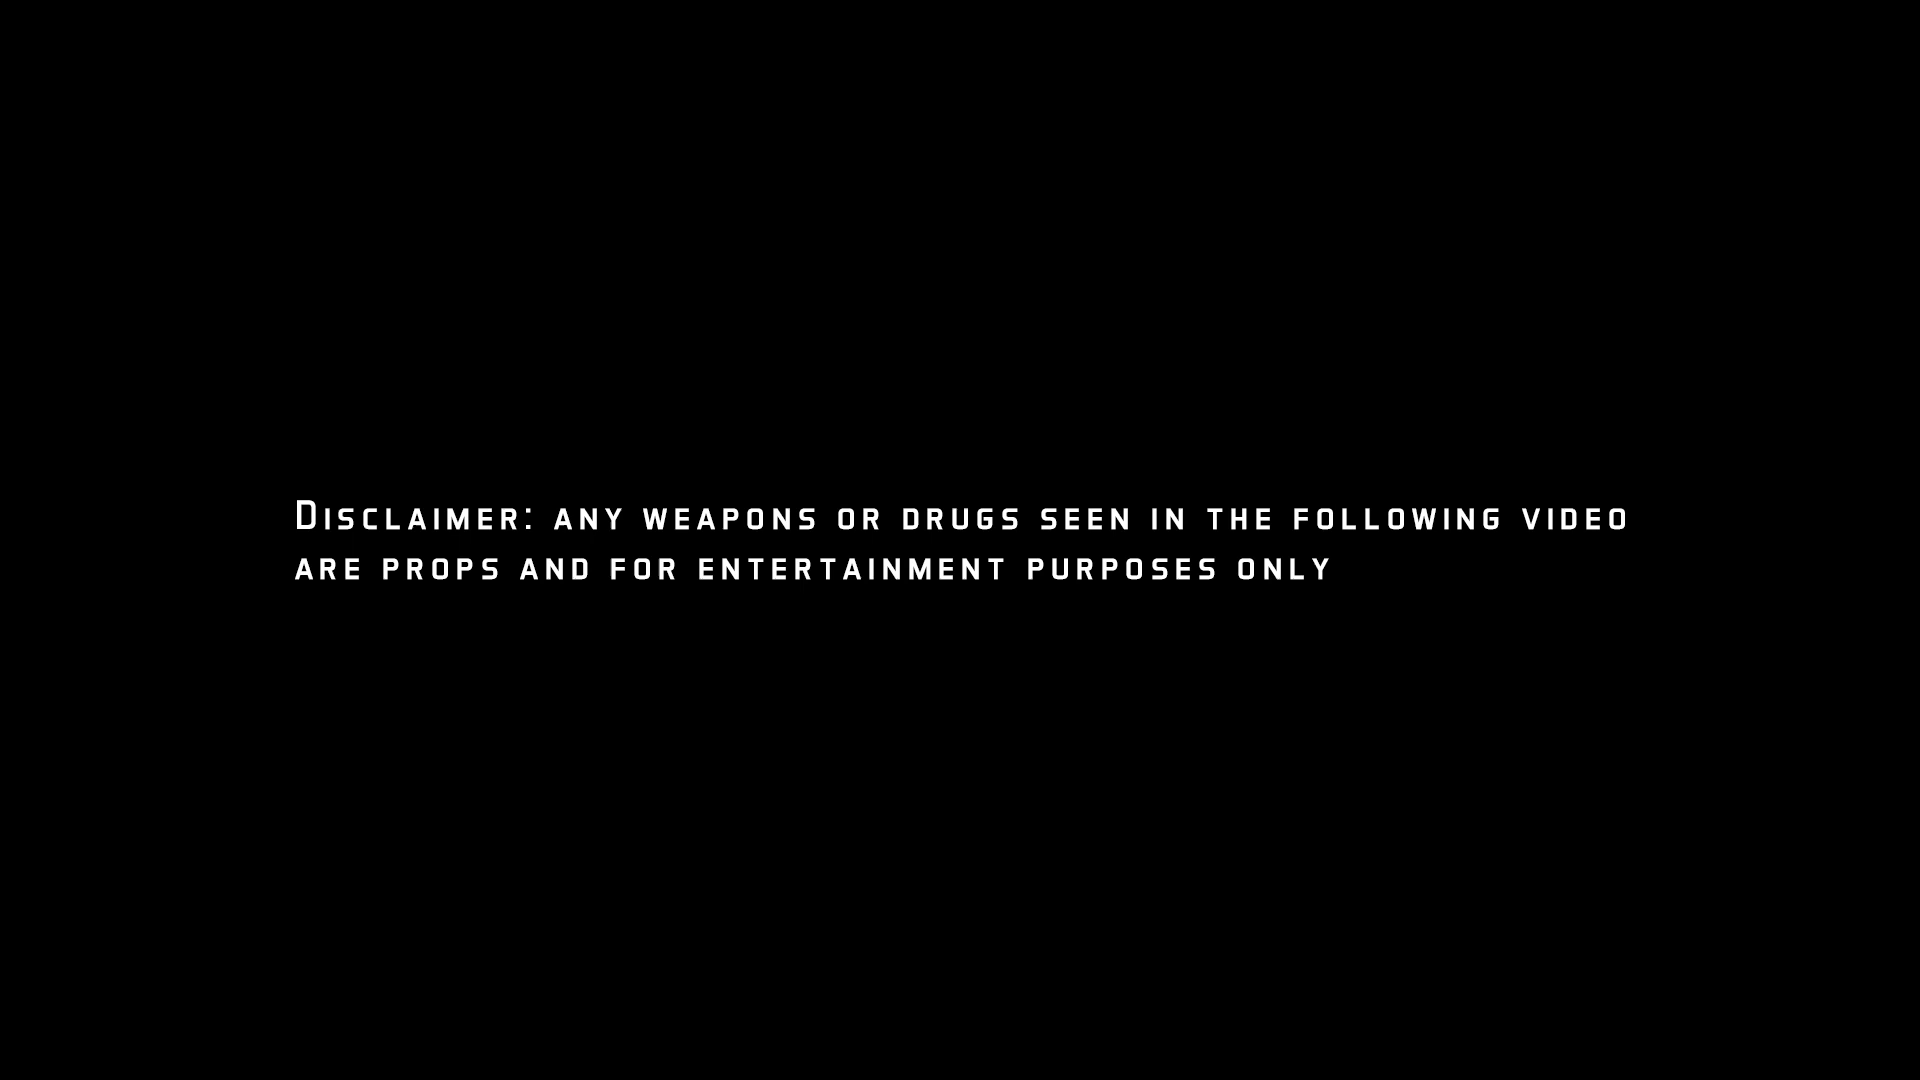 Disclaimer: any weapons or drugs seen in the following video
are props and for entertainment purposes only